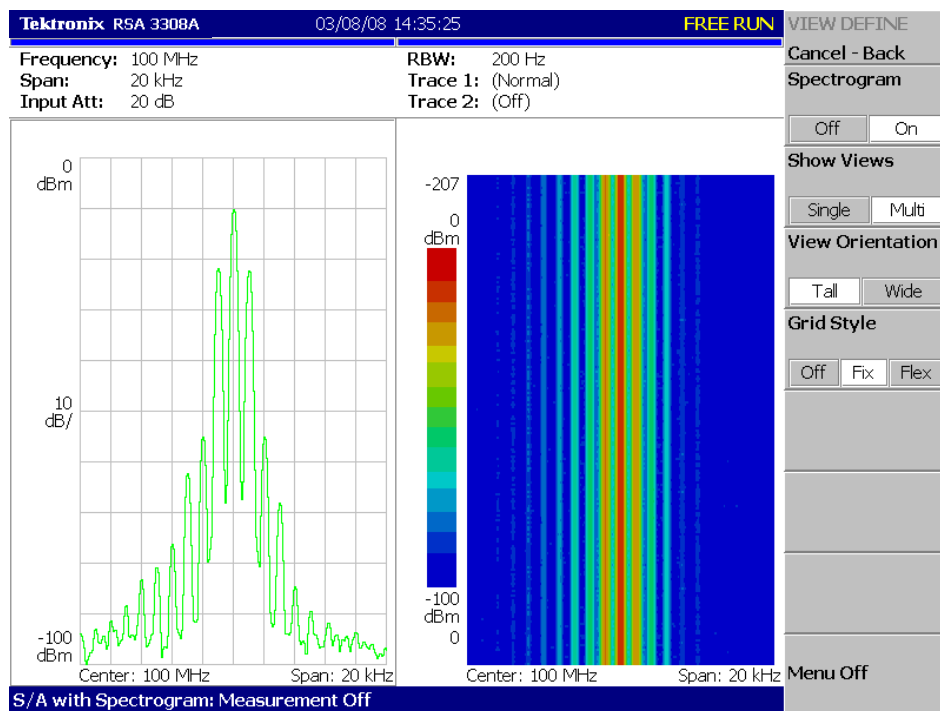 Tektronix RSA 3308A 03/08/08 14:35:25 FREE RUN
Frequency: 100 MHz
Span: 20 kHz
Input Att: 20 dB
RBW: 200 Hz
Trace 1: (Normal)
Trace 2: (Off)
0
dBm
10
dB/
-100
dBm
Center: 100 MHz Span: 20 kHz
-207
0
dBm
-100
dBm
0
Center: 100 MHz Span: 20 kHz
S/A with Spectrogram: Measurement Off
VIEW DEFINE
Cancel - Back
Spectrogram
Off On
Show Views
Single Multi
View Orientation
Tall Wide
Grid Style
Off Fix Flex
Menu Off